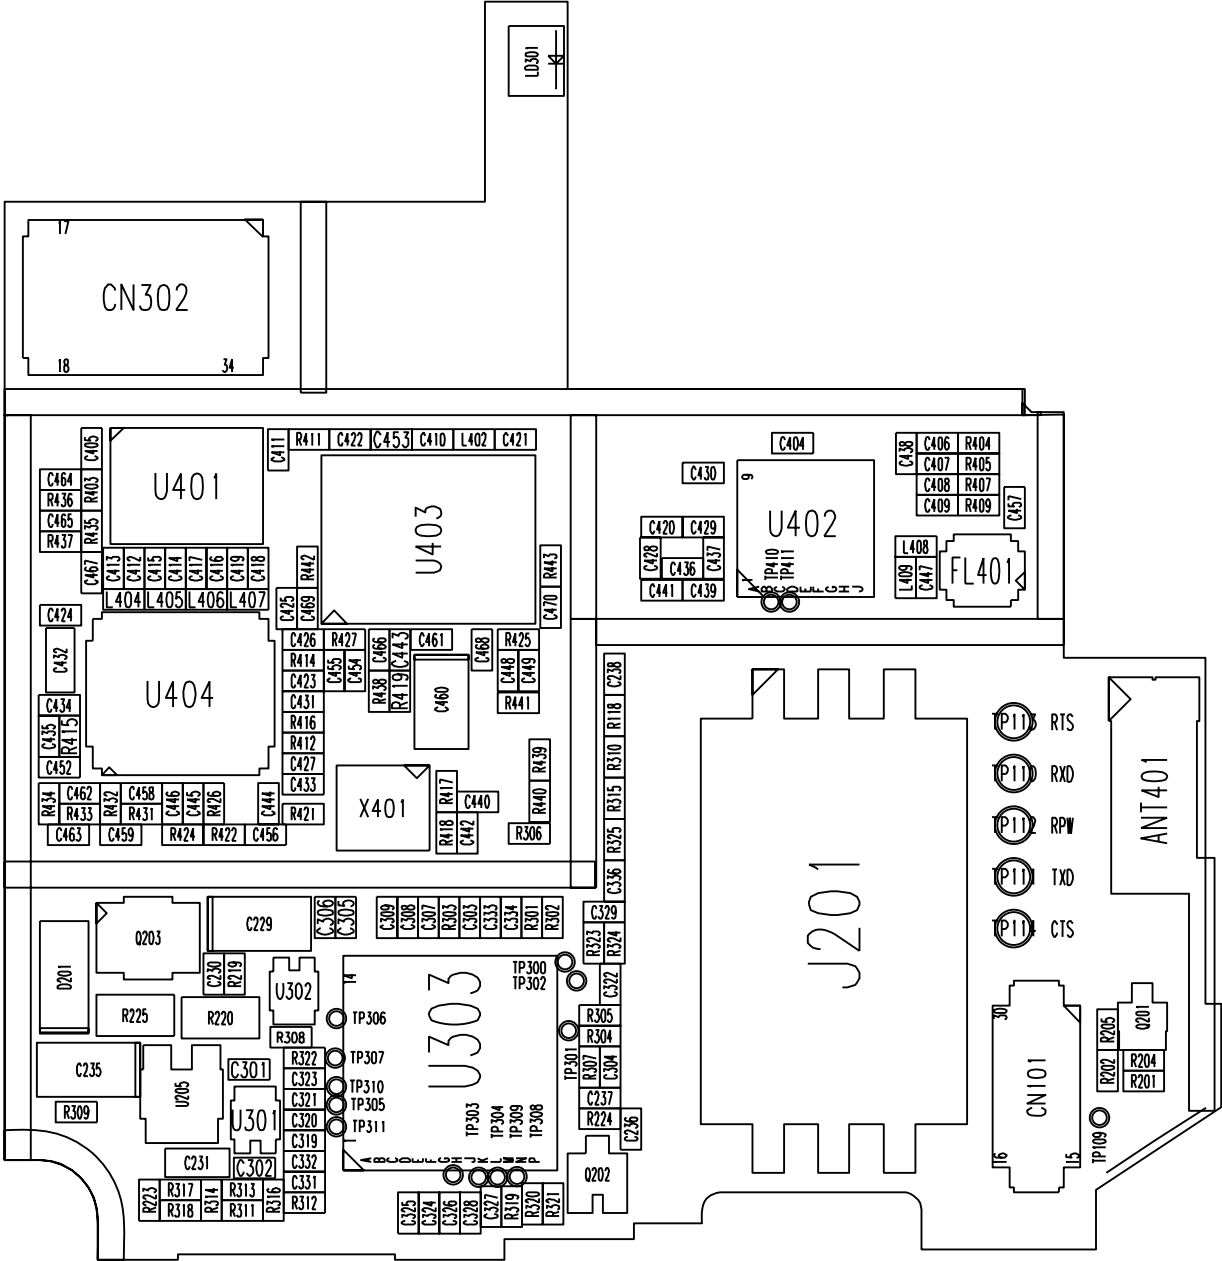 LD301
17
CN302
18 34
C405 U401 C411 R411 C422 C453 C410 L402 C421
C464 R403
R436
C465 R435
R437
C467 C413 C412 C415 C414 C417 C416 C419 C418
L404 L405 L406 L407
U403
R442 R443
C425 C469 C470
C404
C430
9
U402
C438 C406 R404
C407 R405
C408 R407
C409 R409
C457
C420 C429
C428 C436 C437
C441 C439
1 TP410 TP411
A B C D E F G H J
L408
L409 C447 FL401
C424
C432
U404
C434
C435 R415
C452
C426 R427 C466 C443 C461 C468 R425
R414 C455 C454 C448 C449
C423 R438 R419 C460 R441
C431
R416
R412
C427
C433
R421
R439
R440
R306
X401
R417 C440
R418 C442
R434 C462 R432 C458 C446 C445 R426 C444
R433 R431
C463 C459 R424 R422 C456
C238
R118
R310
R315
R325
C336
J201
TP113 RTS
TP110 RXD
TP112 RPW
TP111 TXD
TP114 CTS
ANT401
D201 Q203 C229 C306 C305 C309 C308 C307 R303 C303 C333 C334 R301 R302
C329
R323 R324
C322
R305
R304
R307 C304
C237
R224
C236
Q202
C230 R219
R225 R220
U302
R308
14
U303
TP300
TP302
TP301
TP306
TP307
TP310
TP305
TP311
TP303 TP304 TP309 TP308
1
A B C D E F G H J K L M N P
C235
R309
U205
C301
U301
C302
C231
R322
C323
C321
C320
C319
C332
C331
R312
R223 R317 R314 R313 R316
R318 R311
C325 C324 C326 C328 C327 R319 R320 R321
30
CN101
16 15
R205 Q201
R202 R204
R201
TP109